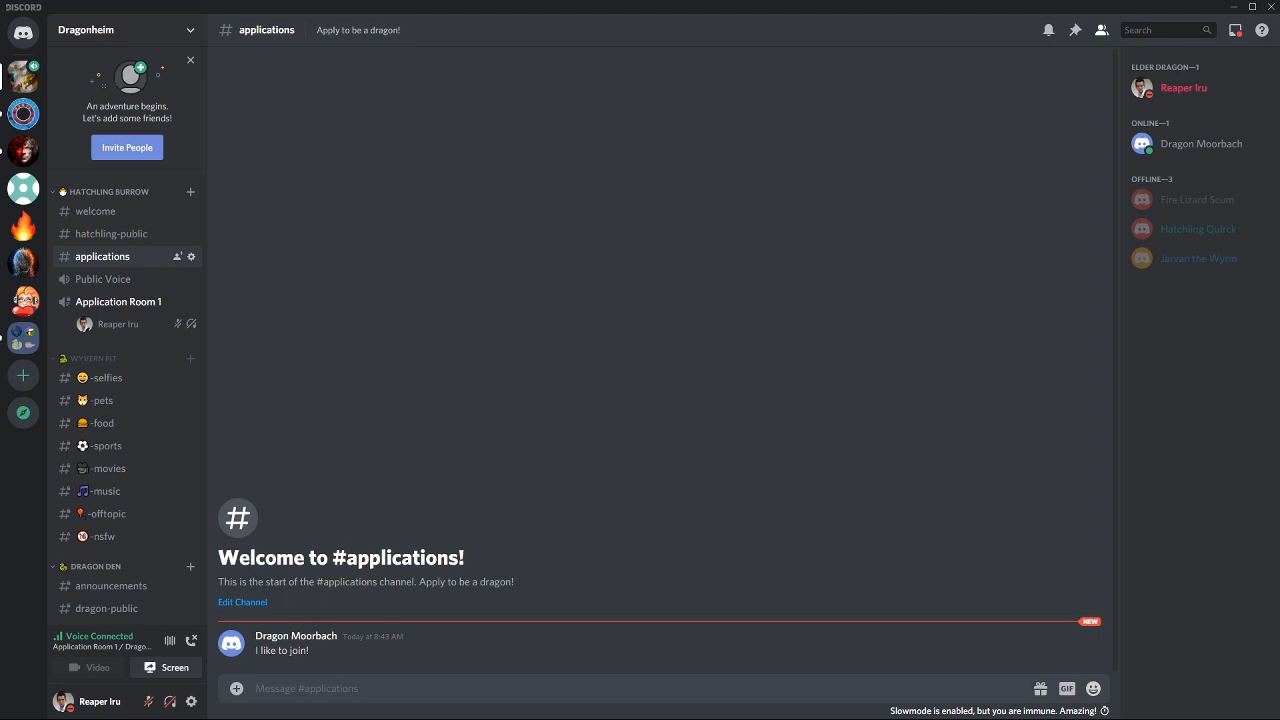 DISCORD
Dragonheim
applications
Apply to be a dragon!
Search
An adventure begins.
Let's add some friends!
Invite People
HATCHLING BURROW
welcome
hatchling-public
applications
Public Voice
Application Room 1
Reaper Iru
WYVERN PIT
-selfies
-pets
-food
-sports
-movies
-music
-offtopic
-nsfw
DRAGON DEN
announcements
dragon-public
Voice Connected
Application Room 1 / Drago...
Video
Screen
Reaper Iru
Welcome to #applications!
This is the start of the #applications channel. Apply to be a dragon!
Edit Channel
NEW
Dragon Moorbach Today at 8:43 AM
I like to join!
Message #applications
GIF
Slowmode is enabled, but you are immune. Amazing!
ELDER DRAGON—1
Reaper Iru
ONLINE—1
Dragon Moorbach
OFFLINE—3
Fire Lizard Scum
Hatchling Quirck
Jarvan the Wyrm